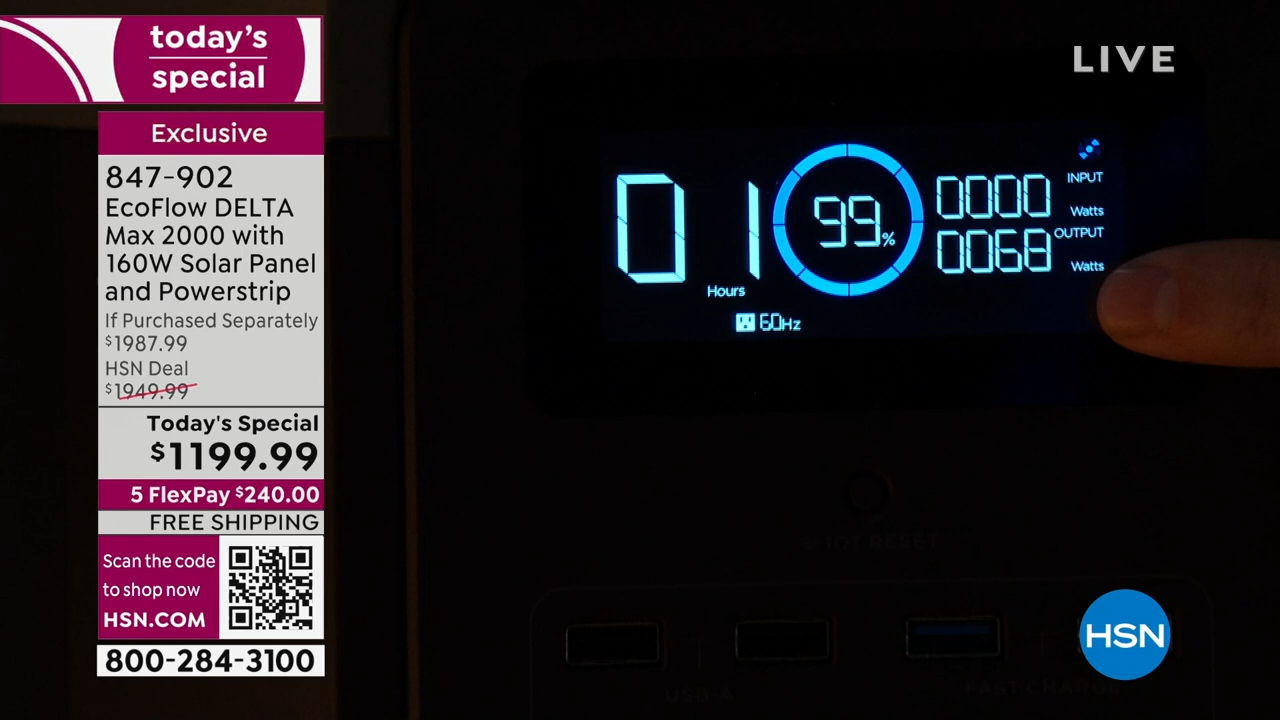 today's
special
LIVE
Exclusive
847-902
EcoFlow DELTA
Max 2000 with
160W Solar Panel
and Powerstrip
If Purchased Separately
$1987.99
HSN Deal
$1949.99
Today's Special
$1199.99
5 FlexPay $240.00
FREE SHIPPING
Scan the code
to shop now
HSN.COM
800-284-3100
01
Hours
99%
0000
INPUT
Watts
0068
OUTPUT
Watts
60Hz
USB-A
FAST CHARGE
HSN